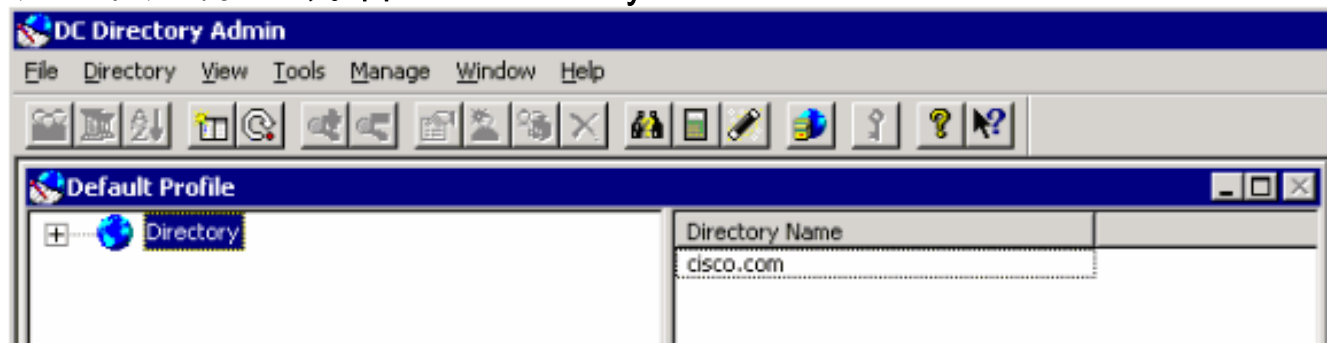 DC Directory Admin
File Directory View Tools Manage Window Help
Default Profile
Directory
Directory Name
cisco.com